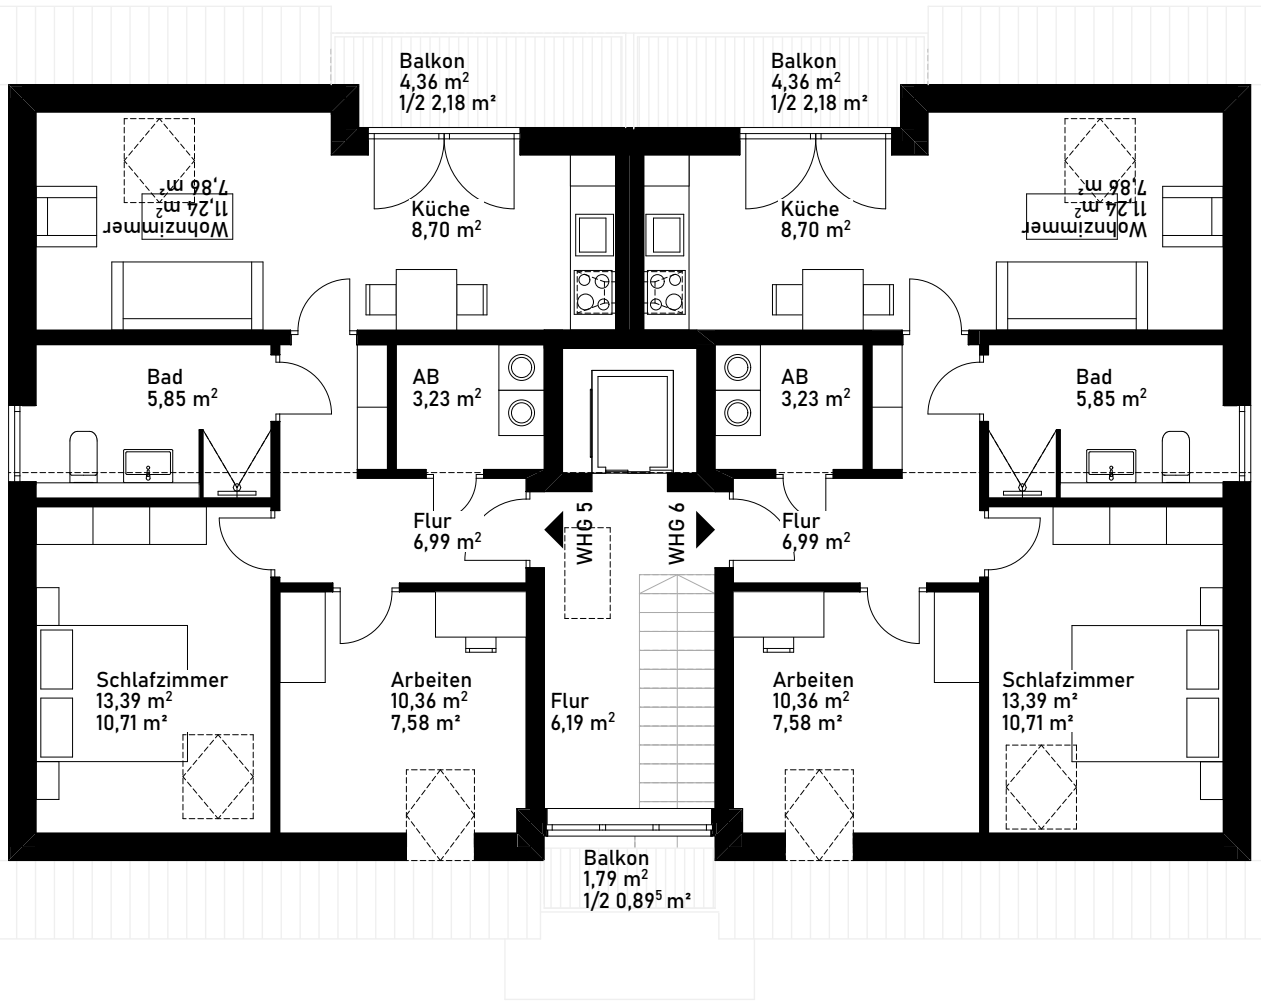 Balkon
4,36 m²
1/2 2,18 m²
Balkon
4,36 m²
1/2 2,18 m²
Wohnzimmer
11,24 m²
7,86 m²
Küche
8,70 m²
Küche
8,70 m²
Wohnzimmer
11,24 m²
7,86 m²
Bad
5,85 m²
AB
3,23 m²
AB
3,23 m²
Bad
5,85 m²
Flur
6,99 m²
WHG 5
WHG 6
Flur
6,99 m²
Schlafzimmer
13,39 m²
10,71 m²
Arbeiten
10,36 m²
7,58 m²
Flur
6,19 m²
Arbeiten
10,36 m²
7,58 m²
Schlafzimmer
13,39 m²
10,71 m²
Balkon
1,79 m²
1/2 0,89⁵ m²